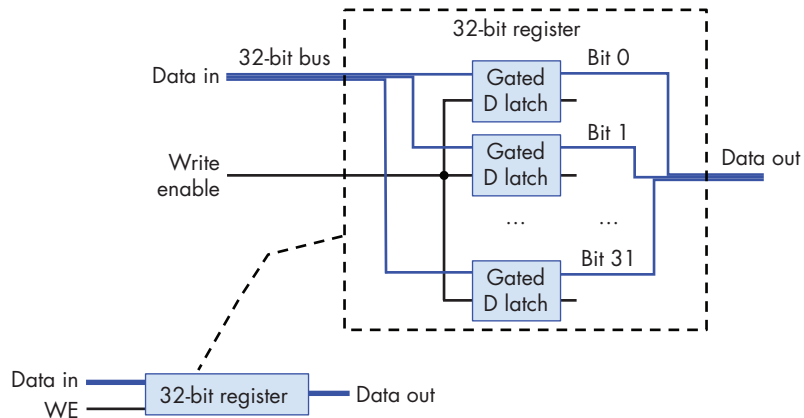 32-bit register
32-bit bus
Data in
Bit 0
Gated
D latch
Bit 1
Gated
D latch
Write
enable
Data out
... ...
Bit 31
Gated
D latch
Data in
32-bit register
Data out
WE